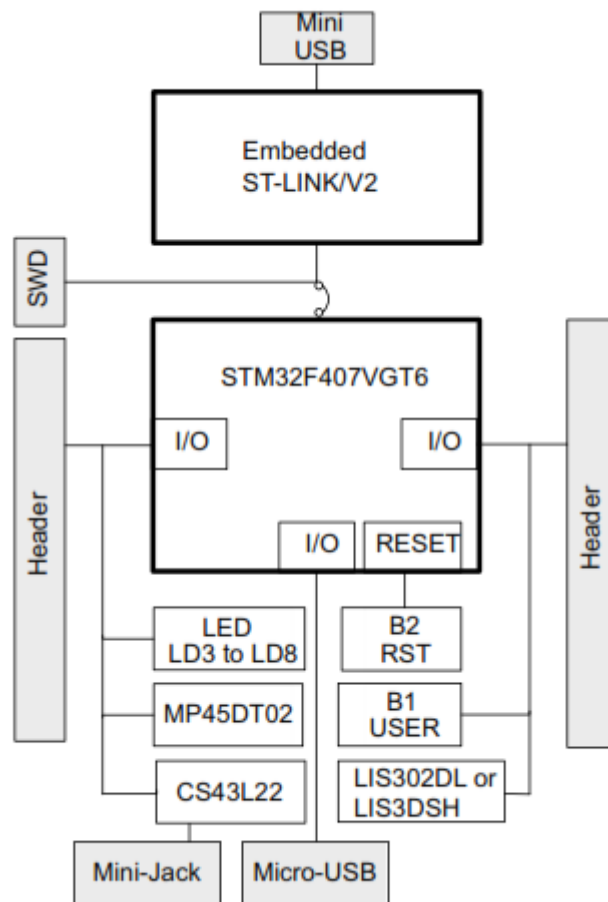 Mini
USB
Embedded
ST-LINK/V2
SWD
STM32F407VGT6
I/O
I/O
Header
Header
I/O
RESET
LED
LD3 to LD8
B2
RST
MP45DT02
B1
USER
CS43L22
LIS302DL or
LIS3DSH
Mini-Jack
Micro-USB